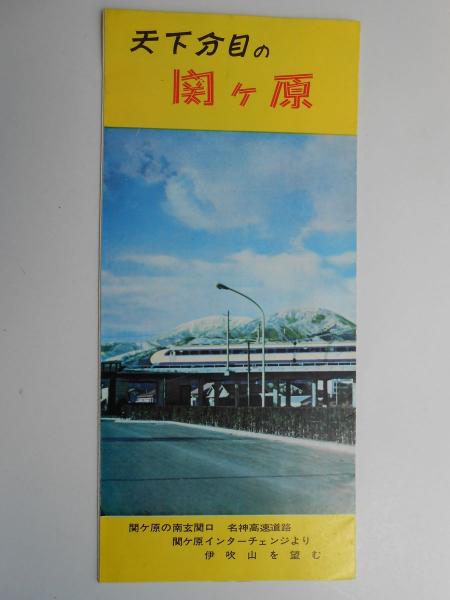 天下分目の
関ヶ原
関ケ原の南玄関口　名神高速道路
関ケ原インターチェンジより
伊吹山を望む